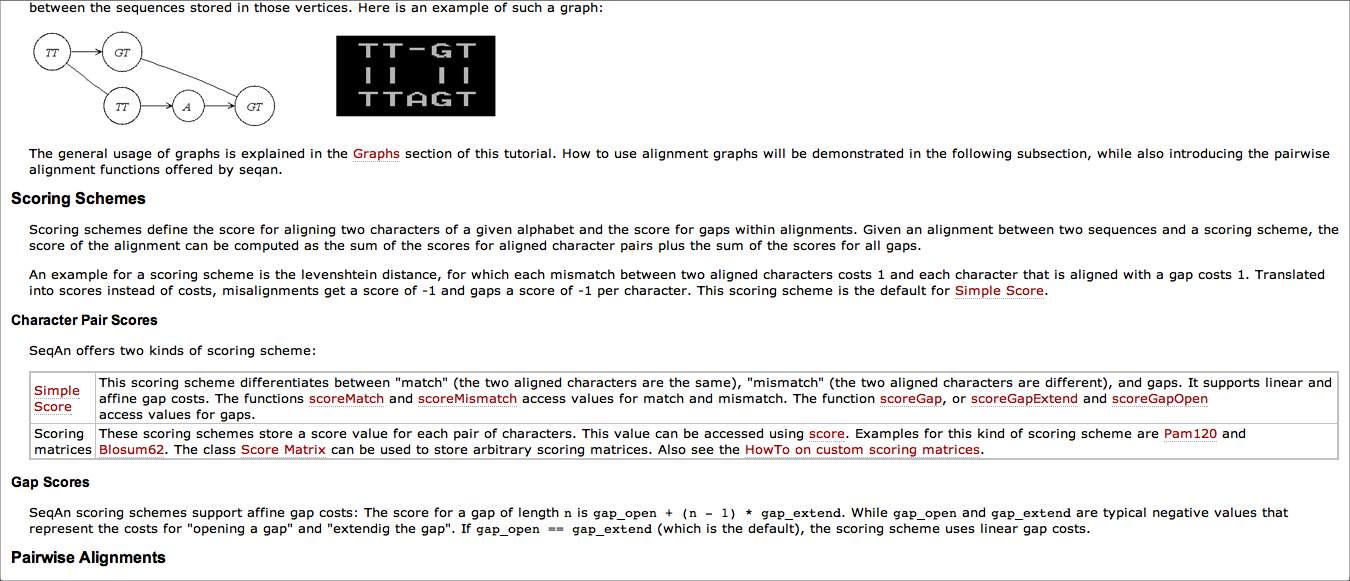 between the sequences stored in those vertices. Here is an example of such a graph:
TT GT
TT A GT
TT-GT
|| ||
TTAGT
The general usage of graphs is explained in the Graphs section of this tutorial. How to use alignment graphs will be demonstrated in the following subsection, while also introducing the pairwise
alignment functions offered by seqan.
Scoring Schemes
Scoring schemes define the score for aligning two characters of a given alphabet and the score for gaps within alignments. Given an alignment between two sequences and a scoring scheme, the
score of the alignment can be computed as the sum of the scores for aligned character pairs plus the sum of the scores for all gaps.
An example for a scoring scheme is the levenshtein distance, for which each mismatch between two aligned characters costs 1 and each character that is aligned with a gap costs 1. Translated
into scores instead of costs, misalignments get a score of -1 and gaps a score of -1 per character. This scoring scheme is the default for Simple Score.
Character Pair Scores
SeqAn offers two kinds of scoring scheme:
Simple
Score
This scoring scheme differentiates between "match" (the two aligned characters are the same), "mismatch" (the two aligned characters are different), and gaps. It supports linear and
affine gap costs. The functions scoreMatch and scoreMismatch access values for match and mismatch. The function scoreGap, or scoreGapExtend and scoreGapOpen
access values for gaps.
Scoring
matrices
These scoring schemes store a score value for each pair of characters. This value can be accessed using score. Examples for this kind of scoring scheme are Pam120 and
Blosum62. The class Score Matrix can be used to store arbitrary scoring matrices. Also see the HowTo on custom scoring matrices.
Gap Scores
SeqAn scoring schemes support affine gap costs: The score for a gap of length n is gap_open + (n - 1) * gap_extend. While gap_open and gap_extend are typical negative values that
represent the costs for "opening a gap" and "extendig the gap". If gap_open == gap_extend (which is the default), the scoring scheme uses linear gap costs.
Pairwise Alignments